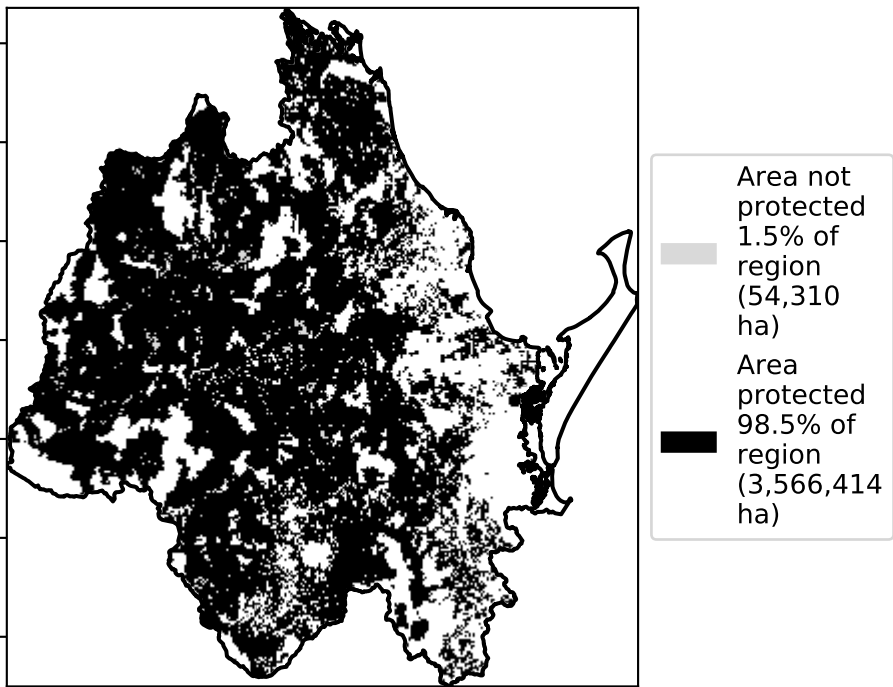 Area not
protected
1.5% of
region
(54,310
ha)
Area
protected
98.5% of
region
(3,566,414
ha)